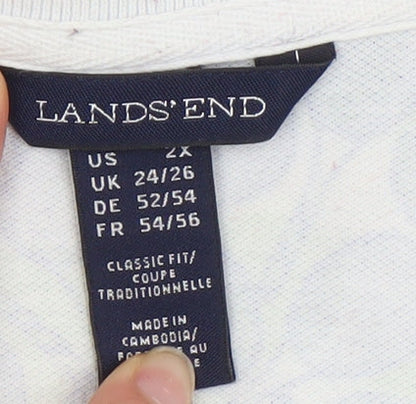 LANDS' END
US 2X
UK 24/26
DE 52/54
FR 54/56
CLASSIC FIT/
COUPE
TRADITIONNELLE
MADE IN
CAMBODIA/
AU